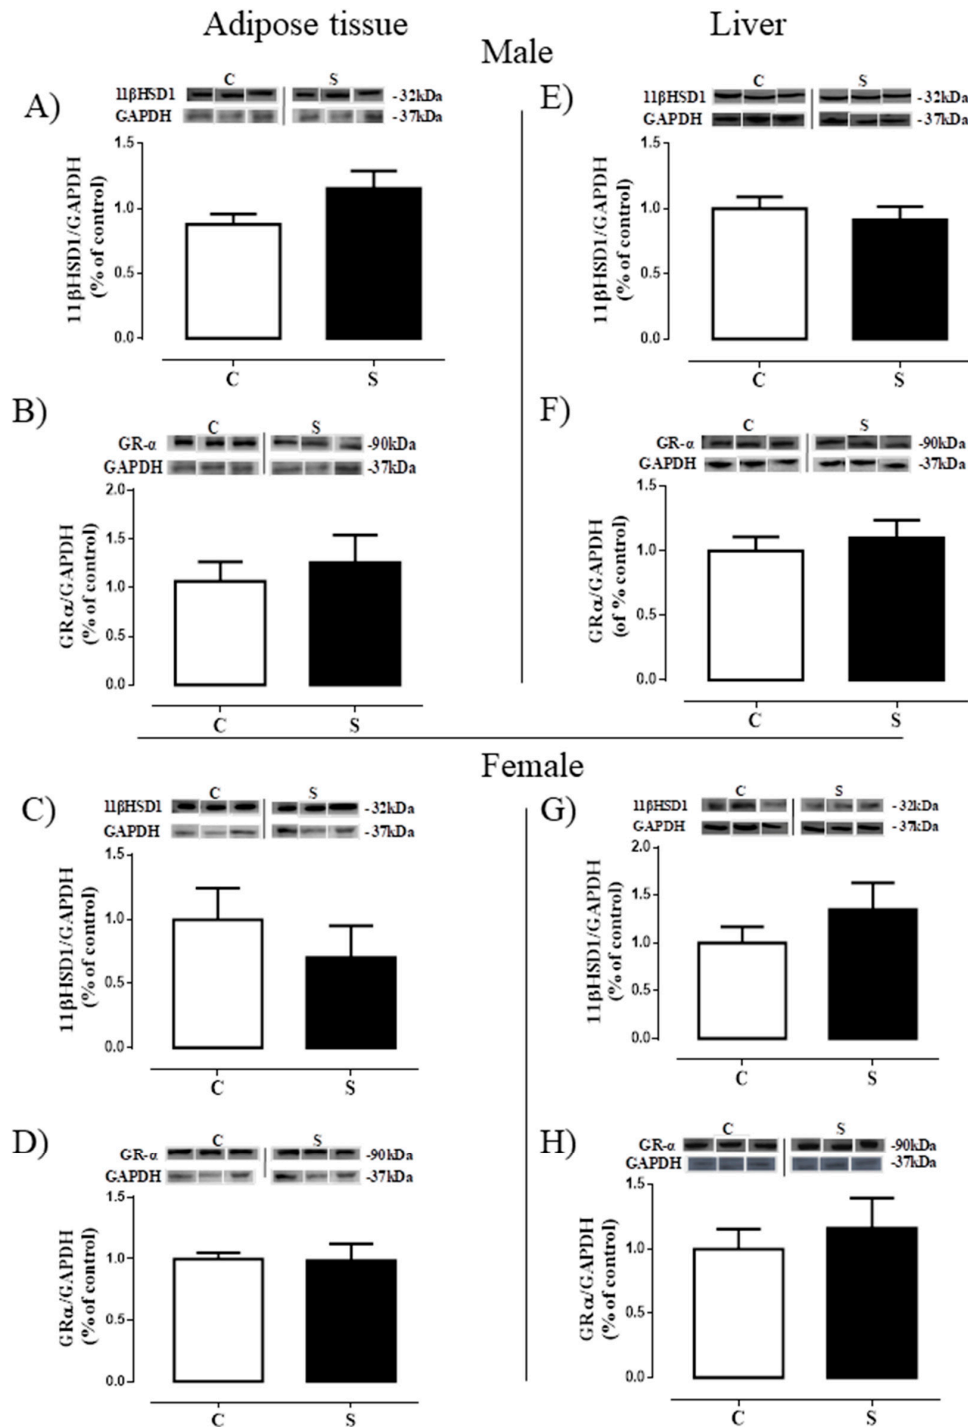 Adipose tissue
Liver
Male
A)
C S
11βHSD1 - 32kDa
GAPDH - 37kDa
11βHSD1/GAPDH
(% of control)
1.5
1.0
0.5
0.0
C S
E)
C S
11βHSD1 - 32kDa
GAPDH - 37kDa
11βHSD1/GAPDH
(% of control)
1.5
1.0
0.5
0.0
C S
B)
C S
GR-α -90kDa
GAPDH -37kDa
GRα/GAPDH
(% of control)
2.0
1.5
1.0
0.5
0.0
C S
F)
C S
GR-α -90kDa
GAPDH -37kDa
GRα/GAPDH
(of % control)
1.5
1.0
0.5
0.0
C S
Female
C)
C S
11βHSD1 - 32kDa
GAPDH - 37kDa
11βHSD1/GAPDH
(% of control)
1.5
1.0
0.5
0.0
C S
G)
C S
11βHSD1 - 32kDa
GAPDH - 37kDa
11βHSD1/GAPDH
(% of control)
2.0
1.5
1.0
0.5
0.0
C S
D)
C S
GR-α -90kDa
GAPDH -37kDa
GRα/GAPDH
(% of control)
1.5
1.0
0.5
0.0
C S
H)
C S
GR-α -90kDa
GAPDH -37kDa
GRα/GAPDH
(% of control)
1.5
1.0
0.5
0.0
C S